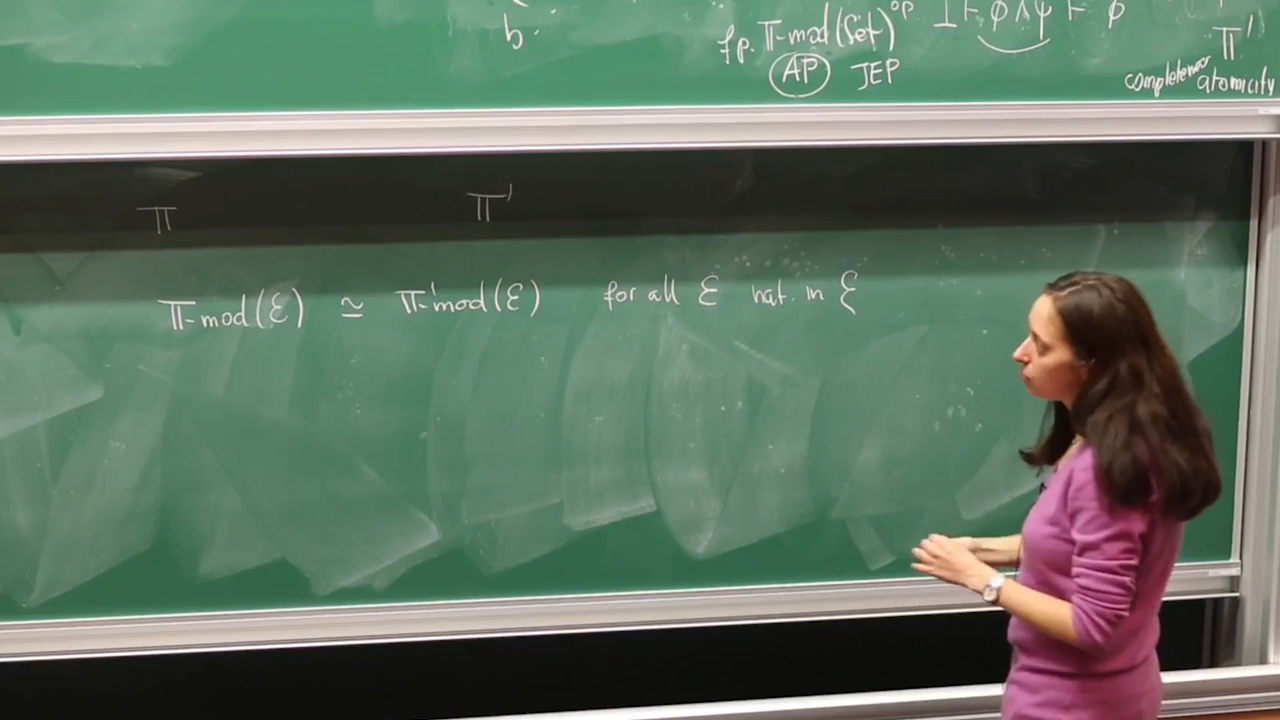 b.
f.p. 𝕋-mod(Set)^op ⊥⊢ φ∧ψ ⊢ φ
AP JEP
𝕋'
completeness atomicity
𝕋 𝕋'
𝕋-mod(ℰ) ≃ 𝕋'-mod(ℰ) for all ℰ nat. in ℰ